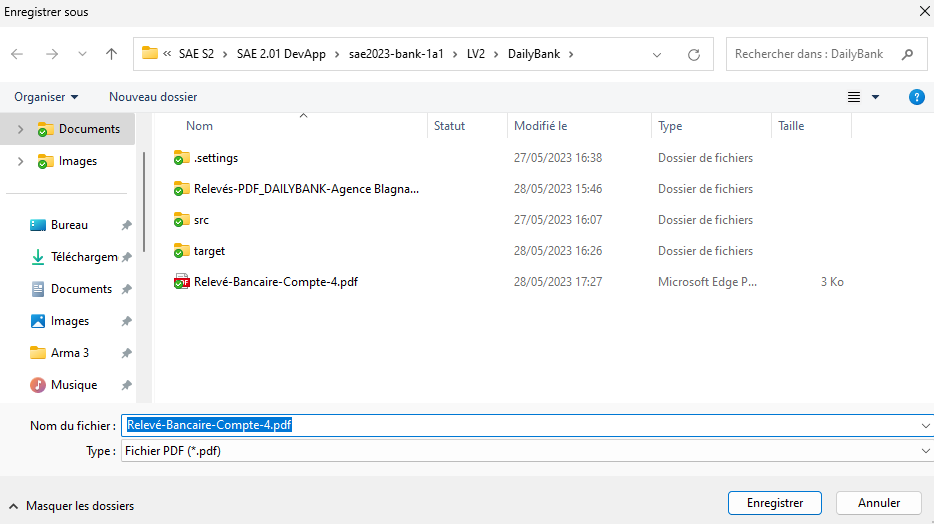 Enregistrer sous
« SAE S2 › SAE 2.01 DevApp › sae2023-bank-1a1 › LV2 › DailyBank ›
Rechercher dans : DailyBank
Organiser
Nouveau dossier
?
Documents
Images
Bureau
Téléchargem
Documents
Images
Arma 3
Musique
Nom Statut Modifié le Type Taille
.settings 27/05/2023 16:38 Dossier de fichiers
Relevés-PDF_DAILYBANK-Agence Blagna... 28/05/2023 15:46 Dossier de fichiers
src 27/05/2023 16:07 Dossier de fichiers
target 28/05/2023 16:26 Dossier de fichiers
Relevé-Bancaire-Compte-4.pdf 28/05/2023 17:27 Microsoft Edge P... 3 Ko
Nom du fichier : Relevé-Bancaire-Compte-4.pdf
Type : Fichier PDF (*.pdf)
Masquer les dossiers
Enregistrer
Annuler